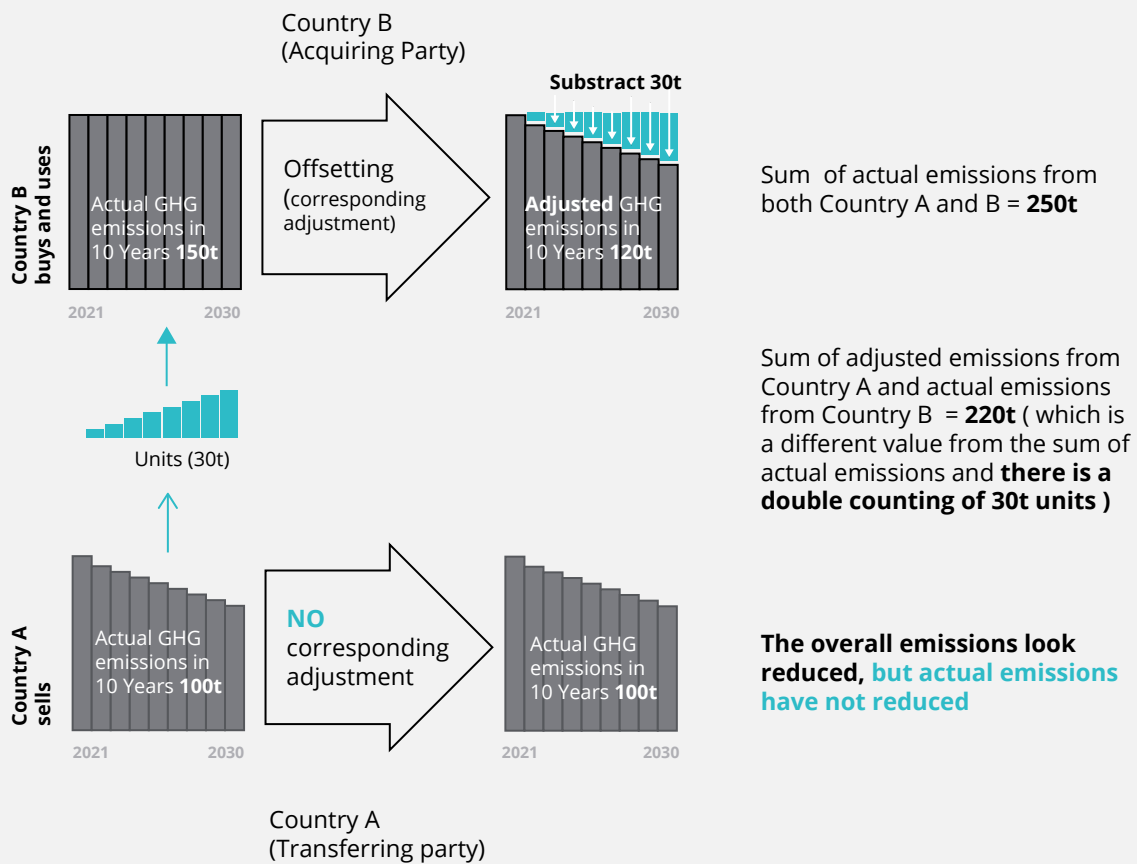 Country B
(Acquiring Party)
Substract 30t
Country B
buys and uses
Actual GHG
emissions in
10 Years 150t
Offsetting
(corresponding
adjustment)
Adjusted GHG
emissions in
10 Years 120t
2021
2030
2021
2030
Sum of actual emissions from
both Country A and B = 250t
Units (30t)
Sum of adjusted emissions from
Country A and actual emissions
from Country B = 220t ( which is
a different value from the sum of
actual emissions and there is a
double counting of 30t units )
Country A
sells
Actual GHG
emissions in
10 Years 100t
NO
corresponding
adjustment
Actual GHG
emissions in
10 Years 100t
2021
2030
2021
2030
The overall emissions look
reduced, but actual emissions
have not reduced
Country A
(Transferring party)